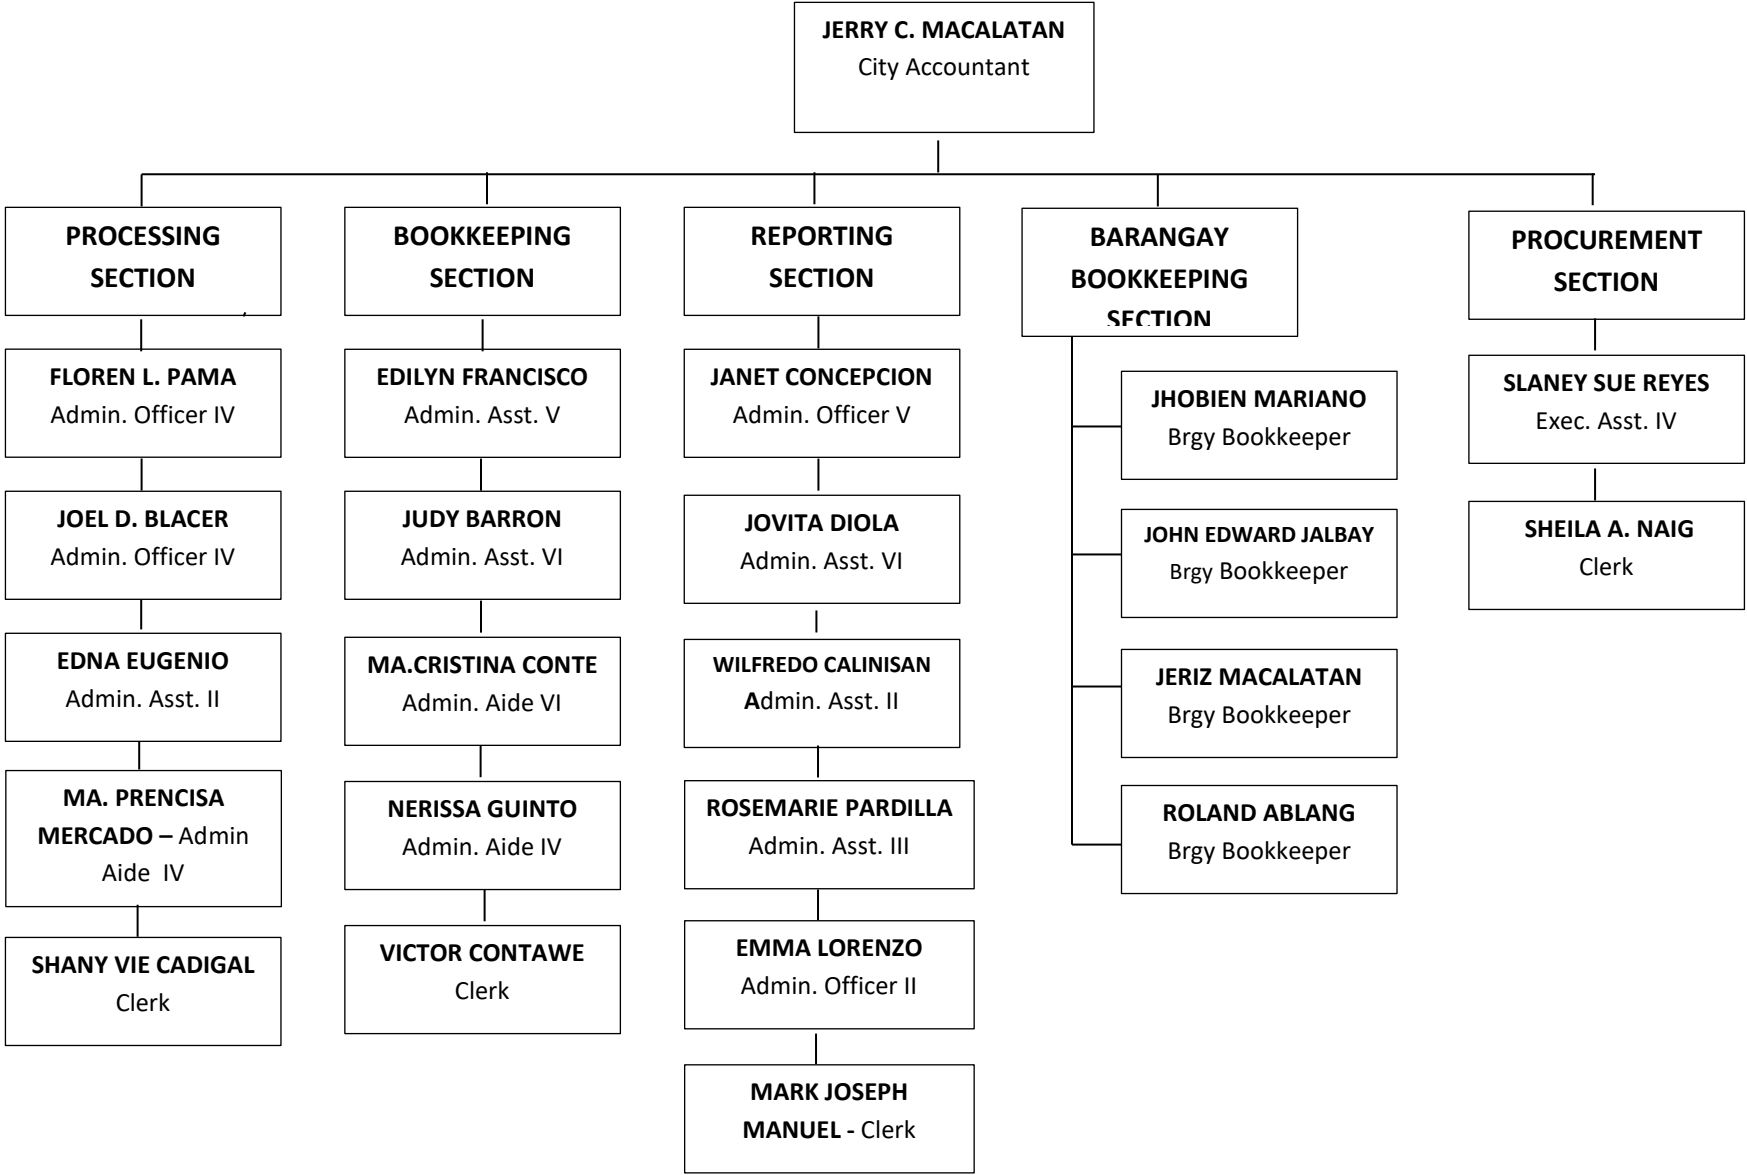 JERRY C. MACALATAN
City Accountant
PROCESSING
SECTION
FLOREN L. PAMA
Admin. Officer IV
JOEL D. BLACER
Admin. Officer IV
EDNA EUGENIO
Admin. Asst. II
MA. PRENCISA
MERCADO – Admin
Aide IV
SHANY VIE CADIGAL
Clerk
BOOKKEEPING
SECTION
EDILYN FRANCISCO
Admin. Asst. V
JUDY BARRON
Admin. Asst. VI
MA.CRISTINA CONTE
Admin. Aide VI
NERISSA GUINTO
Admin. Aide IV
VICTOR CONTAWE
Clerk
REPORTING
SECTION
JANET CONCEPCION
Admin. Officer V
JOVITA DIOLA
Admin. Asst. VI
WILFREDO CALINISAN
Admin. Asst. II
ROSEMARIE PARDILLA
Admin. Asst. III
EMMA LORENZO
Admin. Officer II
MARK JOSEPH
MANUEL - Clerk
BARANGAY
BOOKKEEPING
SECTION
JHOBIEN MARIANO
Brgy Bookkeeper
JOHN EDWARD JALBAY
Brgy Bookkeeper
JERIZ MACALATAN
Brgy Bookkeeper
ROLAND ABLANG
Brgy Bookkeeper
PROCUREMENT
SECTION
SLANEY SUE REYES
Exec. Asst. IV
SHEILA A. NAIG
Clerk